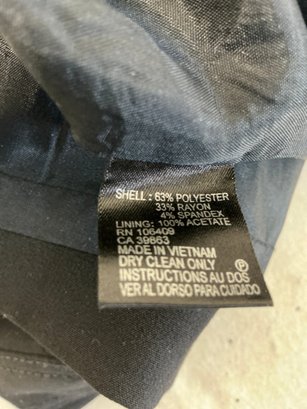 SHELL: 63% POLYESTER
33% RAYON
4% SPANDEX
LINING: 100% ACETATE
RN 106409
CA 39663
MADE IN VIETNAM
DRY CLEAN ONLY
INSTRUCTIONS AU DOS Ⓟ
VER AL DORSO PARA CUIDADO